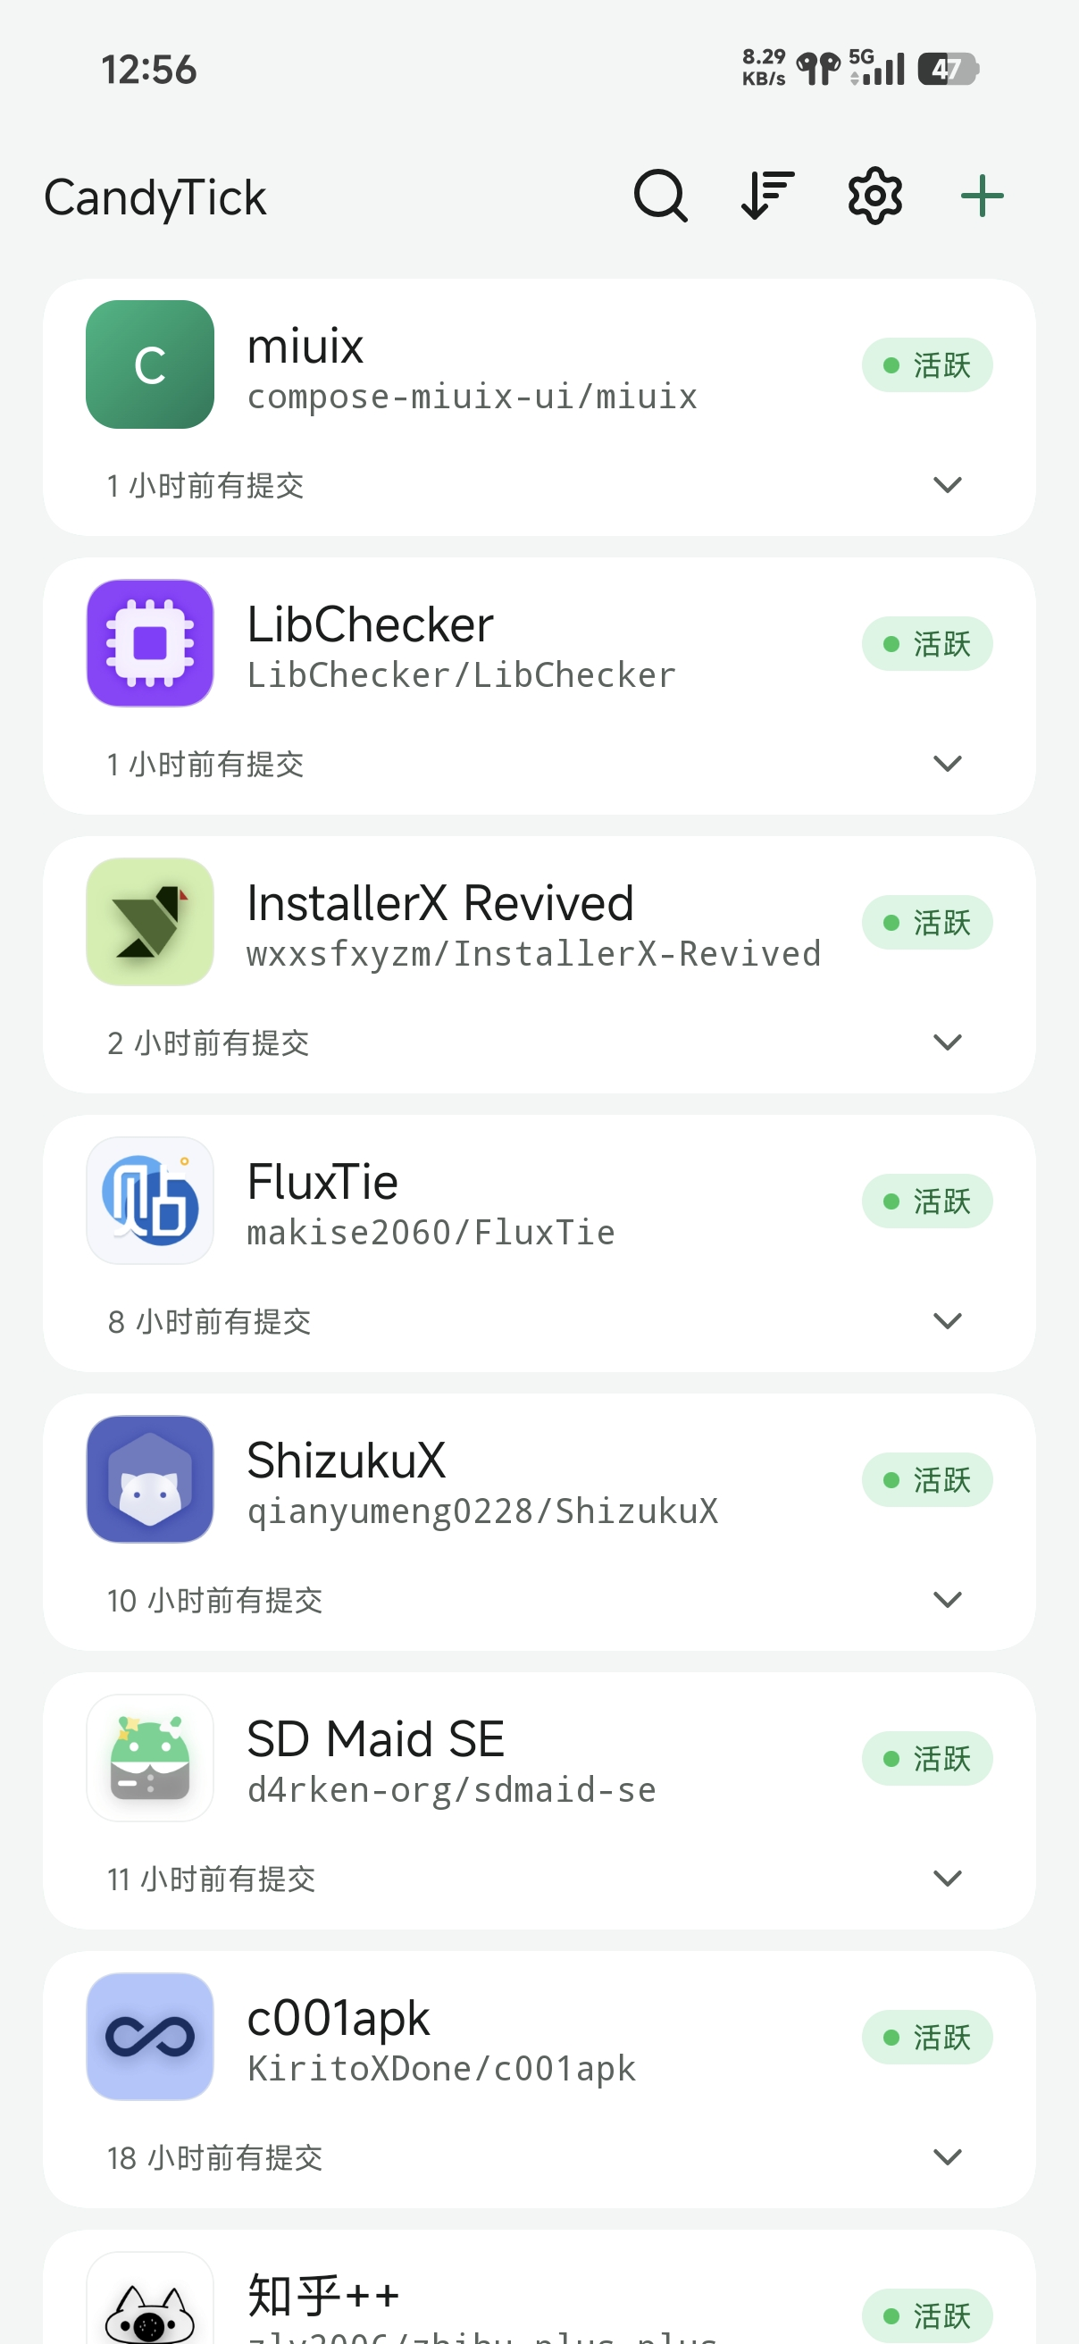 12:56
8.29 KB/s 5G 47
CandyTick
C
miuix
compose-miuix-ui/miuix
活跃
1 小时前有提交
LibChecker
LibChecker/LibChecker
活跃
1 小时前有提交
InstallerX Revived
wxxsfxyzm/InstallerX-Revived
活跃
2 小时前有提交
FluxTie
makise2060/FluxTie
活跃
8 小时前有提交
ShizukuX
qianyumeng0228/ShizukuX
活跃
10 小时前有提交
SD Maid SE
d4rken-org/sdmaid-se
活跃
11 小时前有提交
c001apk
KiritoXDone/c001apk
活跃
18 小时前有提交
知乎++
活跃